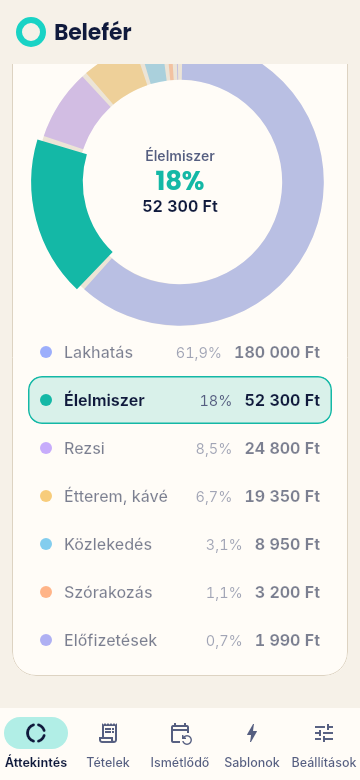 Belefér
Élelmiszer
18%
52 300 Ft
Lakhatás 61,9% 180 000 Ft
Élelmiszer 18% 52 300 Ft
Rezsi 8,5% 24 800 Ft
Étterem, kávé 6,7% 19 350 Ft
Közlekedés 3,1% 8 950 Ft
Szórakozás 1,1% 3 200 Ft
Előfizetések 0,7% 1 990 Ft
Áttekintés Tételek Ismétlődő Sablonok Beállítások